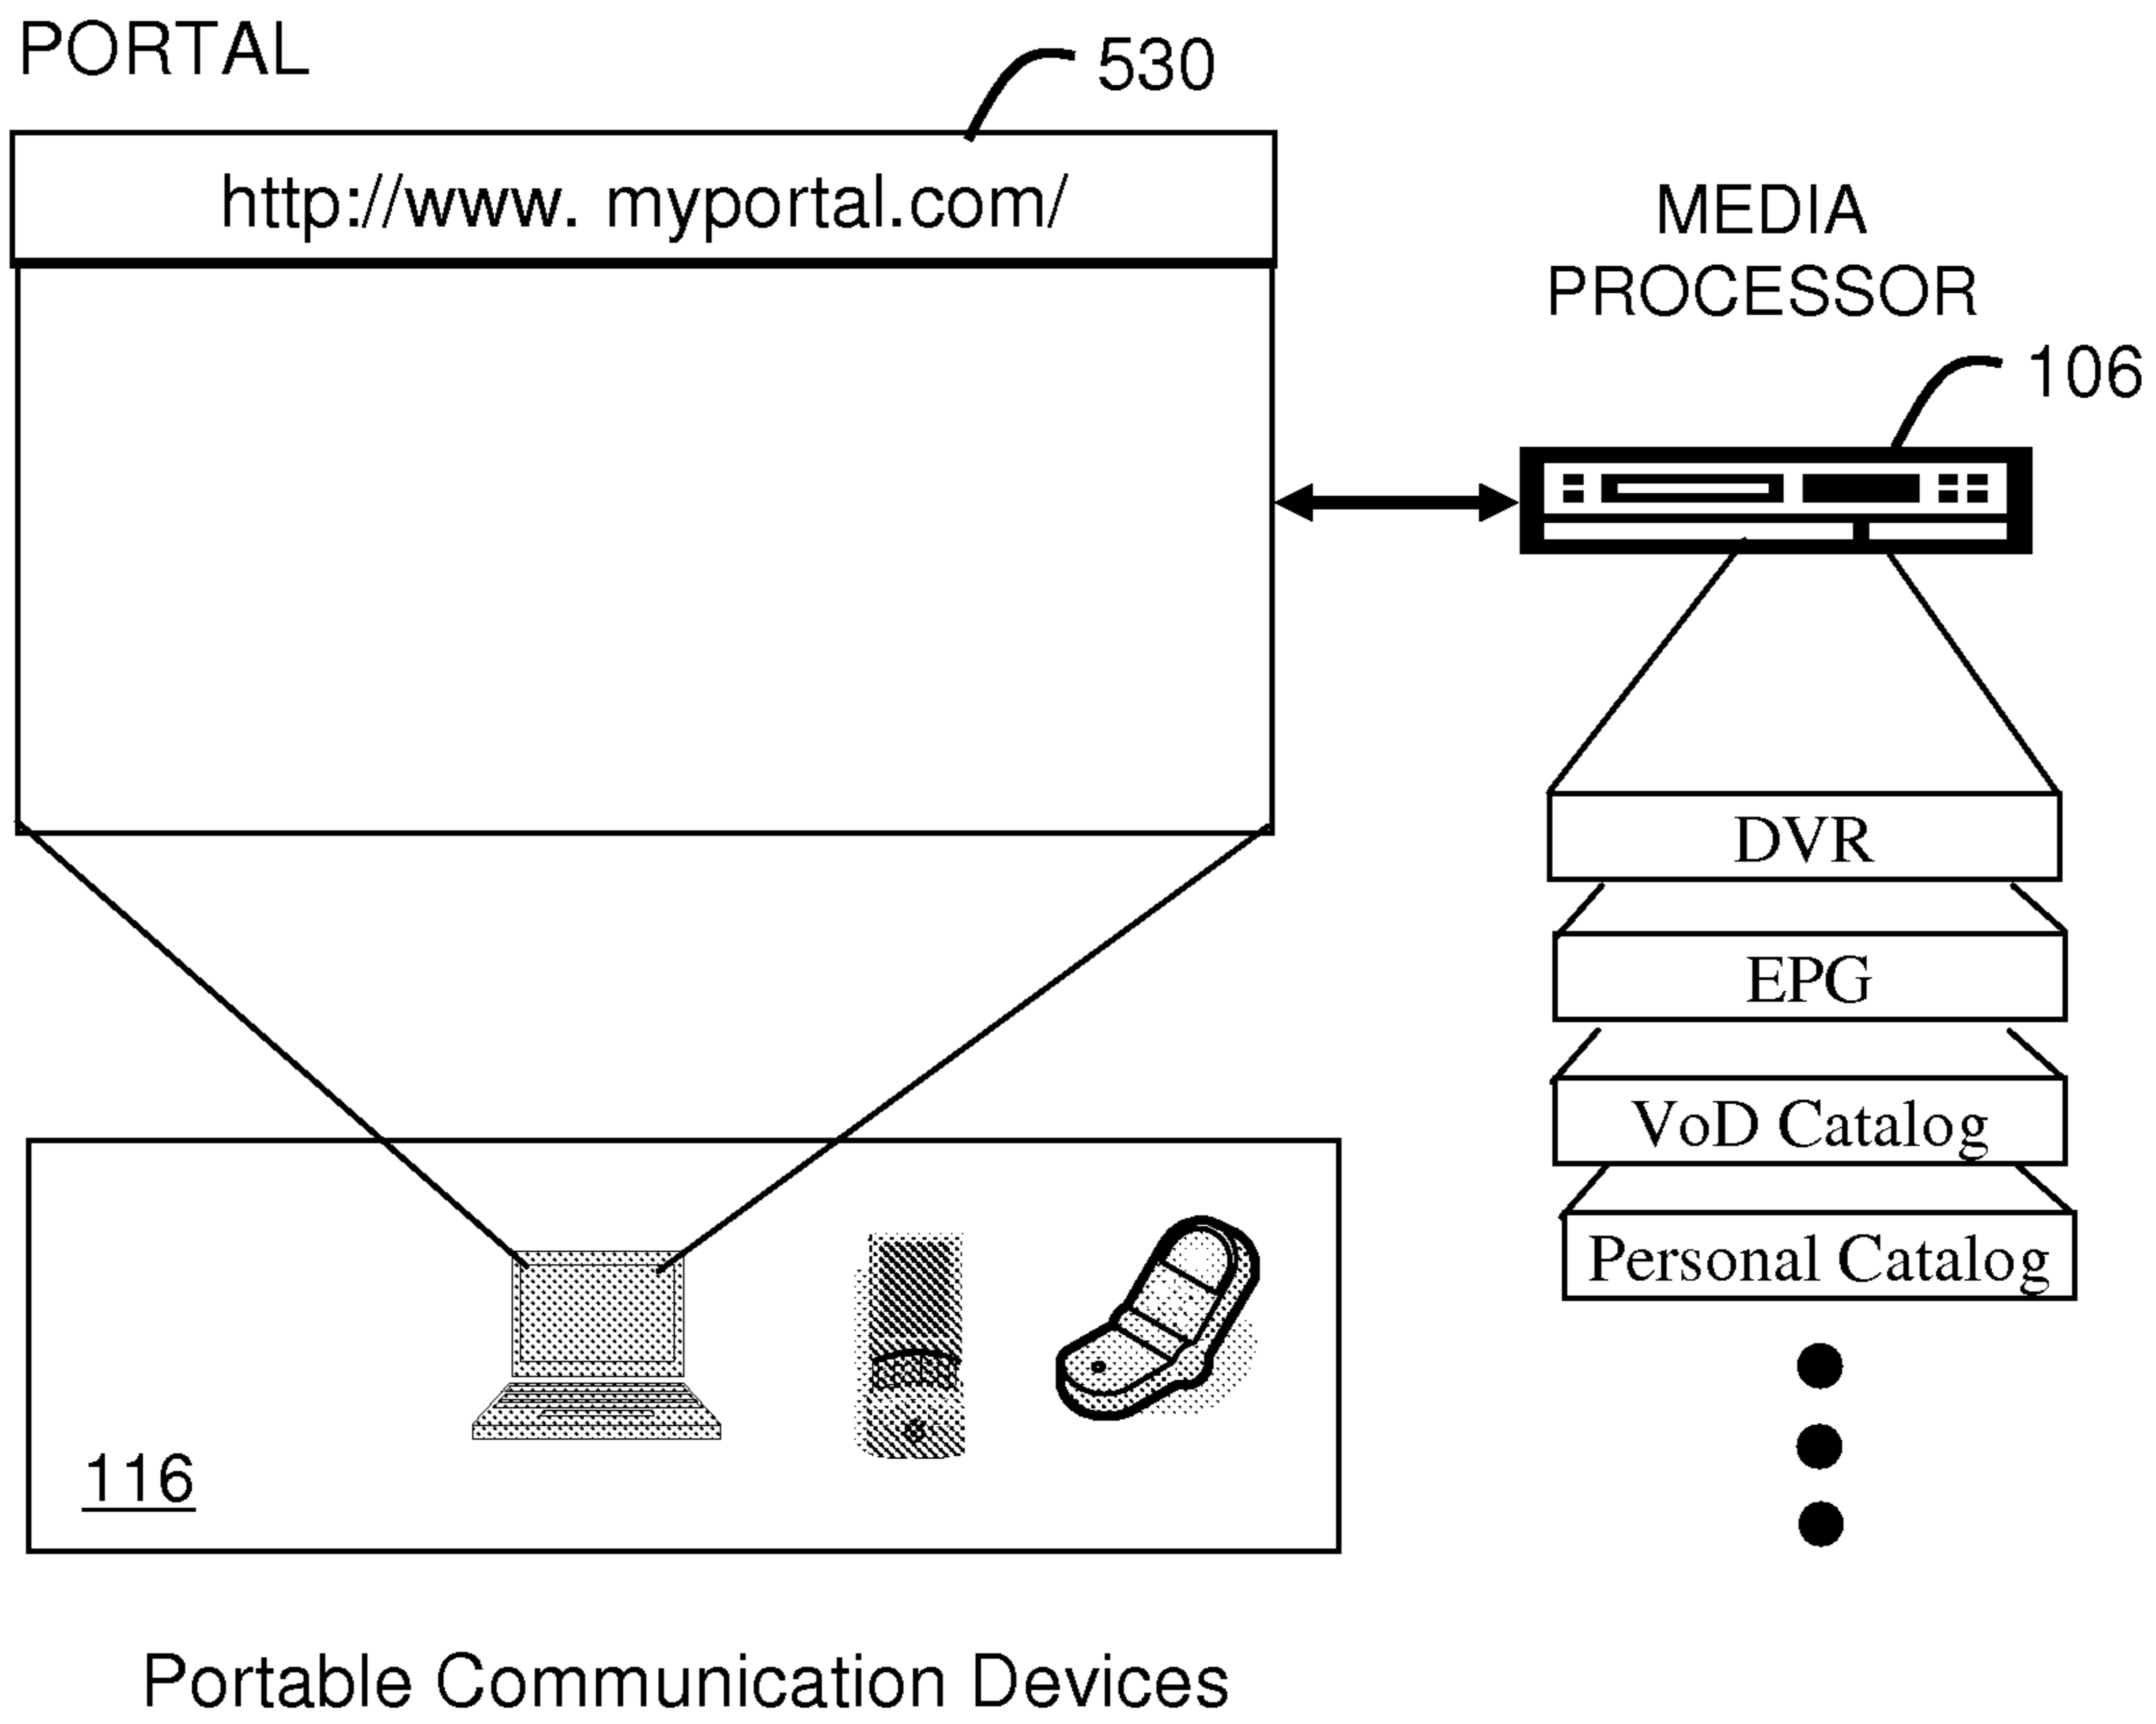 PORTAL
530
http://www. myportal.com/
MEDIA
PROCESSOR
106
DVR
EPG
VoD Catalog
Personal Catalog
116
Portable Communication Devices